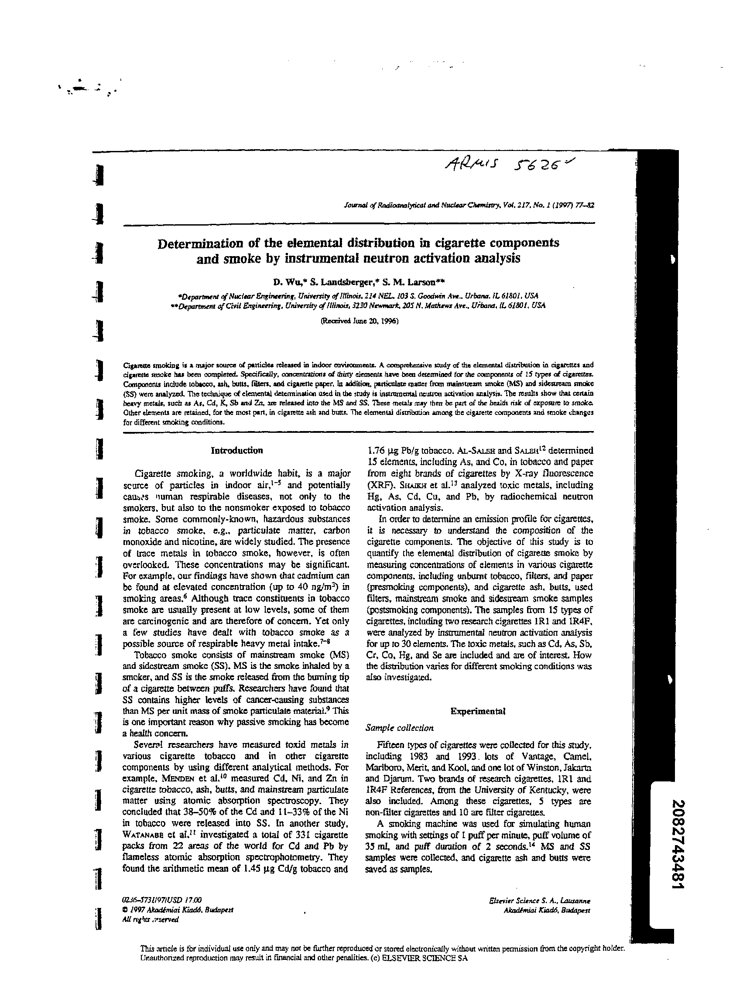 ARMIS 5626
Journal of Radioanalytical and Nuclear Chemistry, Vol. 217, No. 1 (1997) 77–82
Determination of the elemental distribution in cigarette components
and smoke by instrumental neutron activation analysis
D. Wu,* S. Landsberger,* S. M. Larson**
*Department of Nuclear Engineering, University of Illinois, 214 NEL, 103 S. Goodwin Ave., Urbana, IL 61801, USA
**Department of Civil Engineering, University of Illinois, 3230 Newmark, 205 N. Mathews Ave., Urbana, IL 61801, USA
(Received June 20, 1996)
Cigarette smoking is a major source of particles released in indoor environments. A comprehensive study of the elemental distribution in cigarettes and
cigarette smoke has been completed. Specifically, concentrations of thirty elements have been determined for the components of 15 types of cigarettes.
Components include tobacco, ash, butts, filters, and cigarette paper. In addition, particulate matter from mainstream smoke (MS) and sidestream smoke
(SS) were analyzed. The technique of elemental determination used in the study is instrumental neutron activation analysis. The results show that certain
heavy metals, such as As, Cd, K, Sb and Zn, are released into the MS and SS. These metals may then be part of the health risk of exposure to smoke.
Other elements are retained, for the most part, in cigarette ash and butts. The elemental distribution among the cigarette components and smoke changes
for different smoking conditions.
Introduction
Cigarette smoking, a worldwide habit, is a major
source of particles in indoor air,1–5 and potentially
causes human respirable diseases, not only to the
smokers, but also to the nonsmoker exposed to tobacco
smoke. Some commonly-known, hazardous substances
in tobacco smoke, e.g., particulate matter, carbon
monoxide and nicotine, are widely studied. The presence
of trace metals in tobacco smoke, however, is often
overlooked. These concentrations may be significant.
For example, our findings have shown that cadmium can
be found at elevated concentration (up to 40 ng/m3) in
smoking areas.6 Although trace constituents in tobacco
smoke are usually present at low levels, some of them
are carcinogenic and are therefore of concern. Yet only
a few studies have dealt with tobacco smoke as a
possible source of respirable heavy metal intake.7–8
Tobacco smoke consists of mainstream smoke (MS)
and sidestream smoke (SS). MS is the smoke inhaled by a
smoker, and SS is the smoke released from the burning tip
of a cigarette between puffs. Researchers have found that
SS contains higher levels of cancer-causing substances
than MS per unit mass of smoke particulate material.9 This
is one important reason why passive smoking has become
a health concern.
Several researchers have measured toxid metals in
various cigarette tobacco and in other cigarette
components by using different analytical methods. For
example, MENDEN et al.10 measured Cd, Ni, and Zn in
cigarette tobacco, ash, butts, and mainstream particulate
matter using atomic absorption spectroscopy. They
concluded that 38–50% of the Cd and 11–33% of the Ni
in tobacco were released into SS. In another study,
WATANABE et al.11 investigated a total of 331 cigarette
packs from 22 areas of the world for Cd and Pb by
flameless atomic absorption spectrophotometry. They
found the arithmetic mean of 1.45 µg Cd/g tobacco and
1.76 µg Pb/g tobacco. AL-SALEH and SALEH12 determined
15 elements, including As, and Co, in tobacco and paper
from eight brands of cigarettes by X-ray fluorescence
(XRF). SHAIKH et al.13 analyzed toxic metals, including
Hg, As, Cd, Cu, and Pb, by radiochemical neutron
activation analysis.
In order to determine an emission profile for cigarettes,
it is necessary to understand the composition of the
cigarette components. The objective of this study is to
quantify the elemental distribution of cigarette smoke by
measuring concentrations of elements in various cigarette
components, including unburnt tobacco, filters, and paper
(presmoking components), and cigarette ash, butts, used
filters, mainstream smoke and sidestream smoke samples
(postsmoking components). The samples from 15 types of
cigarettes, including two research cigarettes 1R1 and 1R4F,
were analyzed by instrumental neutron activation analysis
for up to 30 elements. The toxic metals, such as Cd, As, Sb,
Cr, Co, Hg, and Se are included and are of interest. How
the distribution varies for different smoking conditions was
also investigated.
Experimental
Sample collection
Fifteen types of cigarettes were collected for this study,
including 1983 and 1993 lots of Vantage, Camel,
Marlboro, Merit, and Kool, and one lot of Winston, Jakarta
and Djarum. Two brands of research cigarettes, 1R1 and
1R4F References, from the University of Kentucky, were
also included. Among these cigarettes, 5 types are
non-filter cigarettes and 10 are filter cigarettes.
A smoking machine was used for simulating human
smoking with settings of 1 puff per minute, puff volume of
35 ml, and puff duration of 2 seconds.14 MS and SS
samples were collected, and cigarette ash and butts were
saved as samples.
0236–5731/97/USD 17.00
© 1997 Akadémiai Kiadó, Budapest
All rights reserved
Elsevier Science S. A., Lausanne
Akadémiai Kiadó, Budapest
2082743481
This article is for individual use only and may not be further reproduced or stored electronically without written permission from the copyright holder.
Unauthorized reproduction may result in financial and other penalities. (c) ELSEVIER SCIENCE SA